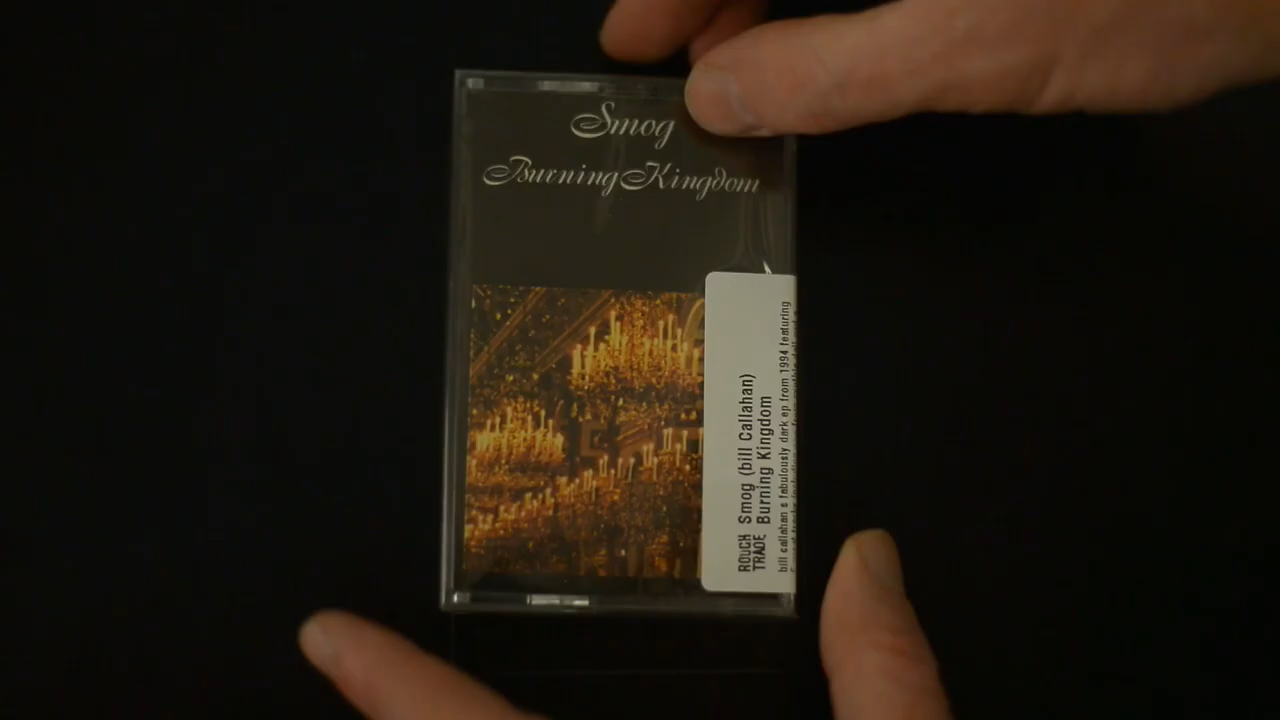 Smog
Burning Kingdom
ROUGH TRADE
Smog (bill Callahan)
Burning Kingdom
bill callahan s fabulously dark ep from 1994 featuring